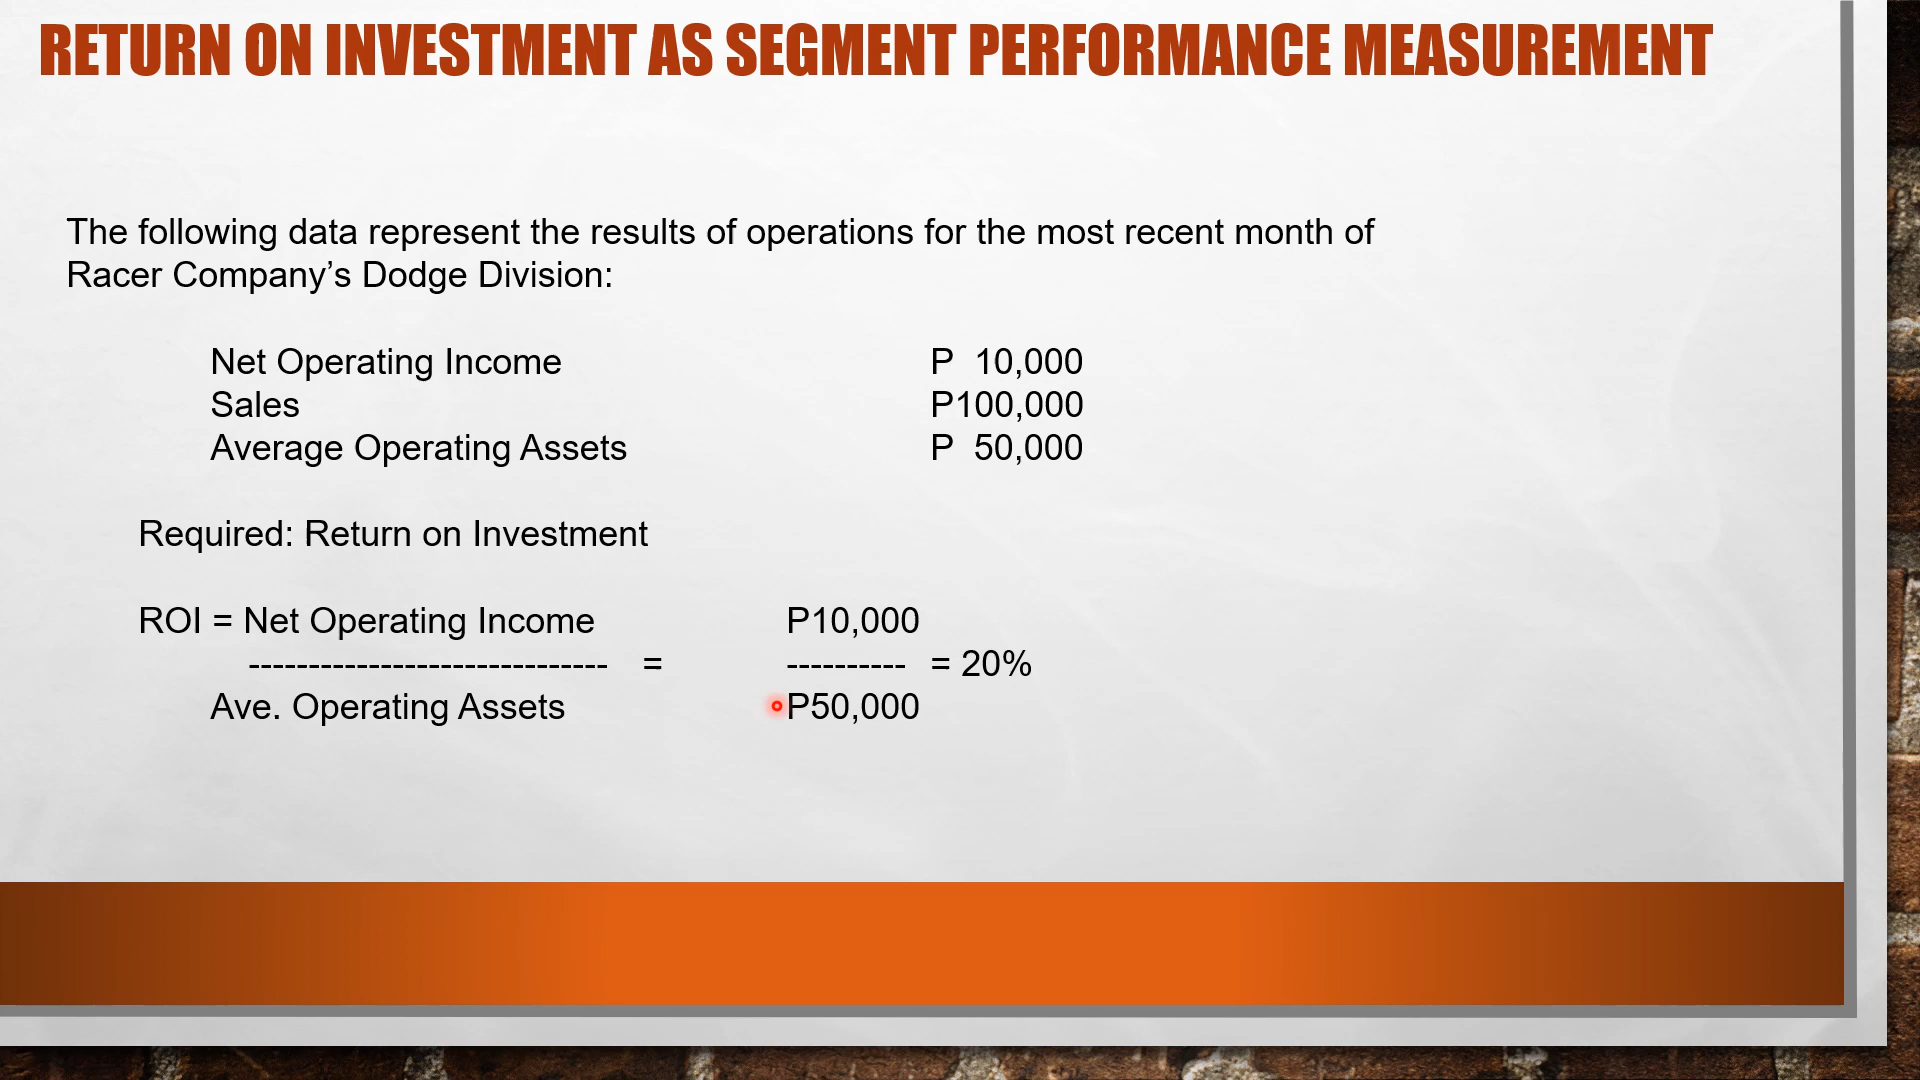 RETURN ON INVESTMENT AS SEGMENT PERFORMANCE MEASUREMENT
The following data represent the results of operations for the most recent month of
Racer Company’s Dodge Division:
Net Operating Income P 10,000
Sales P100,000
Average Operating Assets P 50,000
Required: Return on Investment
ROI = Net Operating Income P10,000
------------------------------ = ---------- = 20%
Ave. Operating Assets P50,000